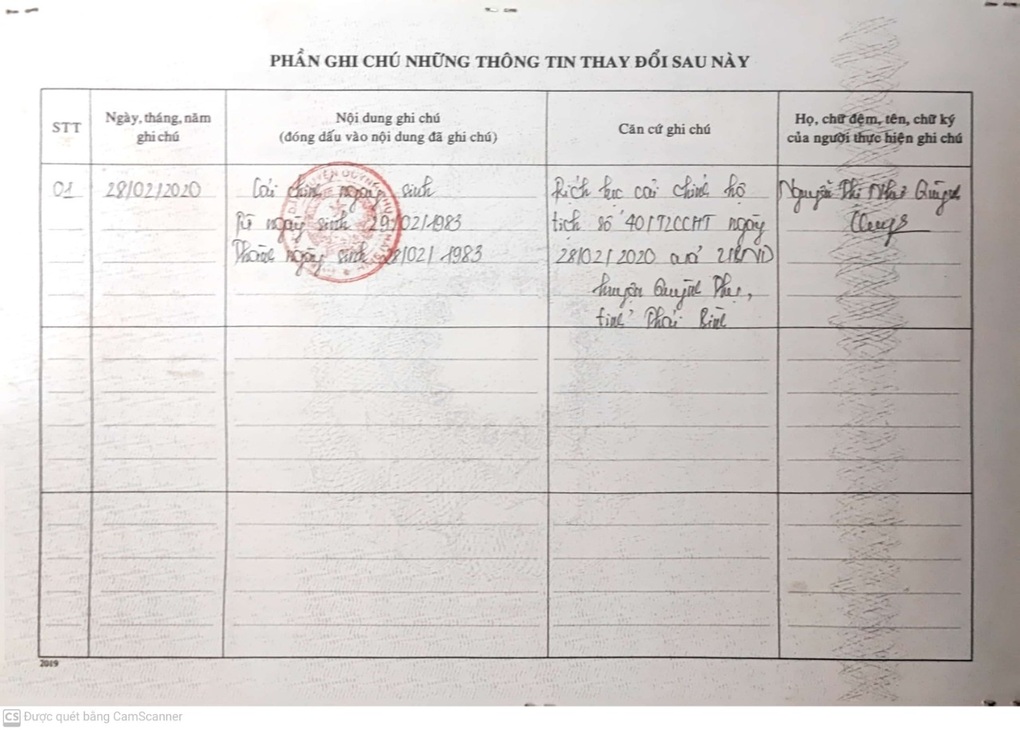 PHẦN GHI CHÚ NHỮNG THÔNG TIN THAY ĐỔI SAU NÀY
STT
Ngày, tháng, năm
ghi chú
Nội dung ghi chú
(đóng dấu vào nội dung đã ghi chú)
Căn cứ ghi chú
Họ, chữ đệm, tên, chữ ký
của người thực hiện ghi chú
01
28/02/2020
Cải chính ngày sinh
Từ ngày sinh 29/02/1983
Thành ngày sinh 28/02/1983
Trích lục cải chính hộ
tịch số 40/TLCCHT ngày
28/02/2020 của UBND
huyện Quỳnh Phụ,
tỉnh Thái Bình
Nguyễn Thị Như Quỳnh
2019
CS Được quét bằng CamScanner